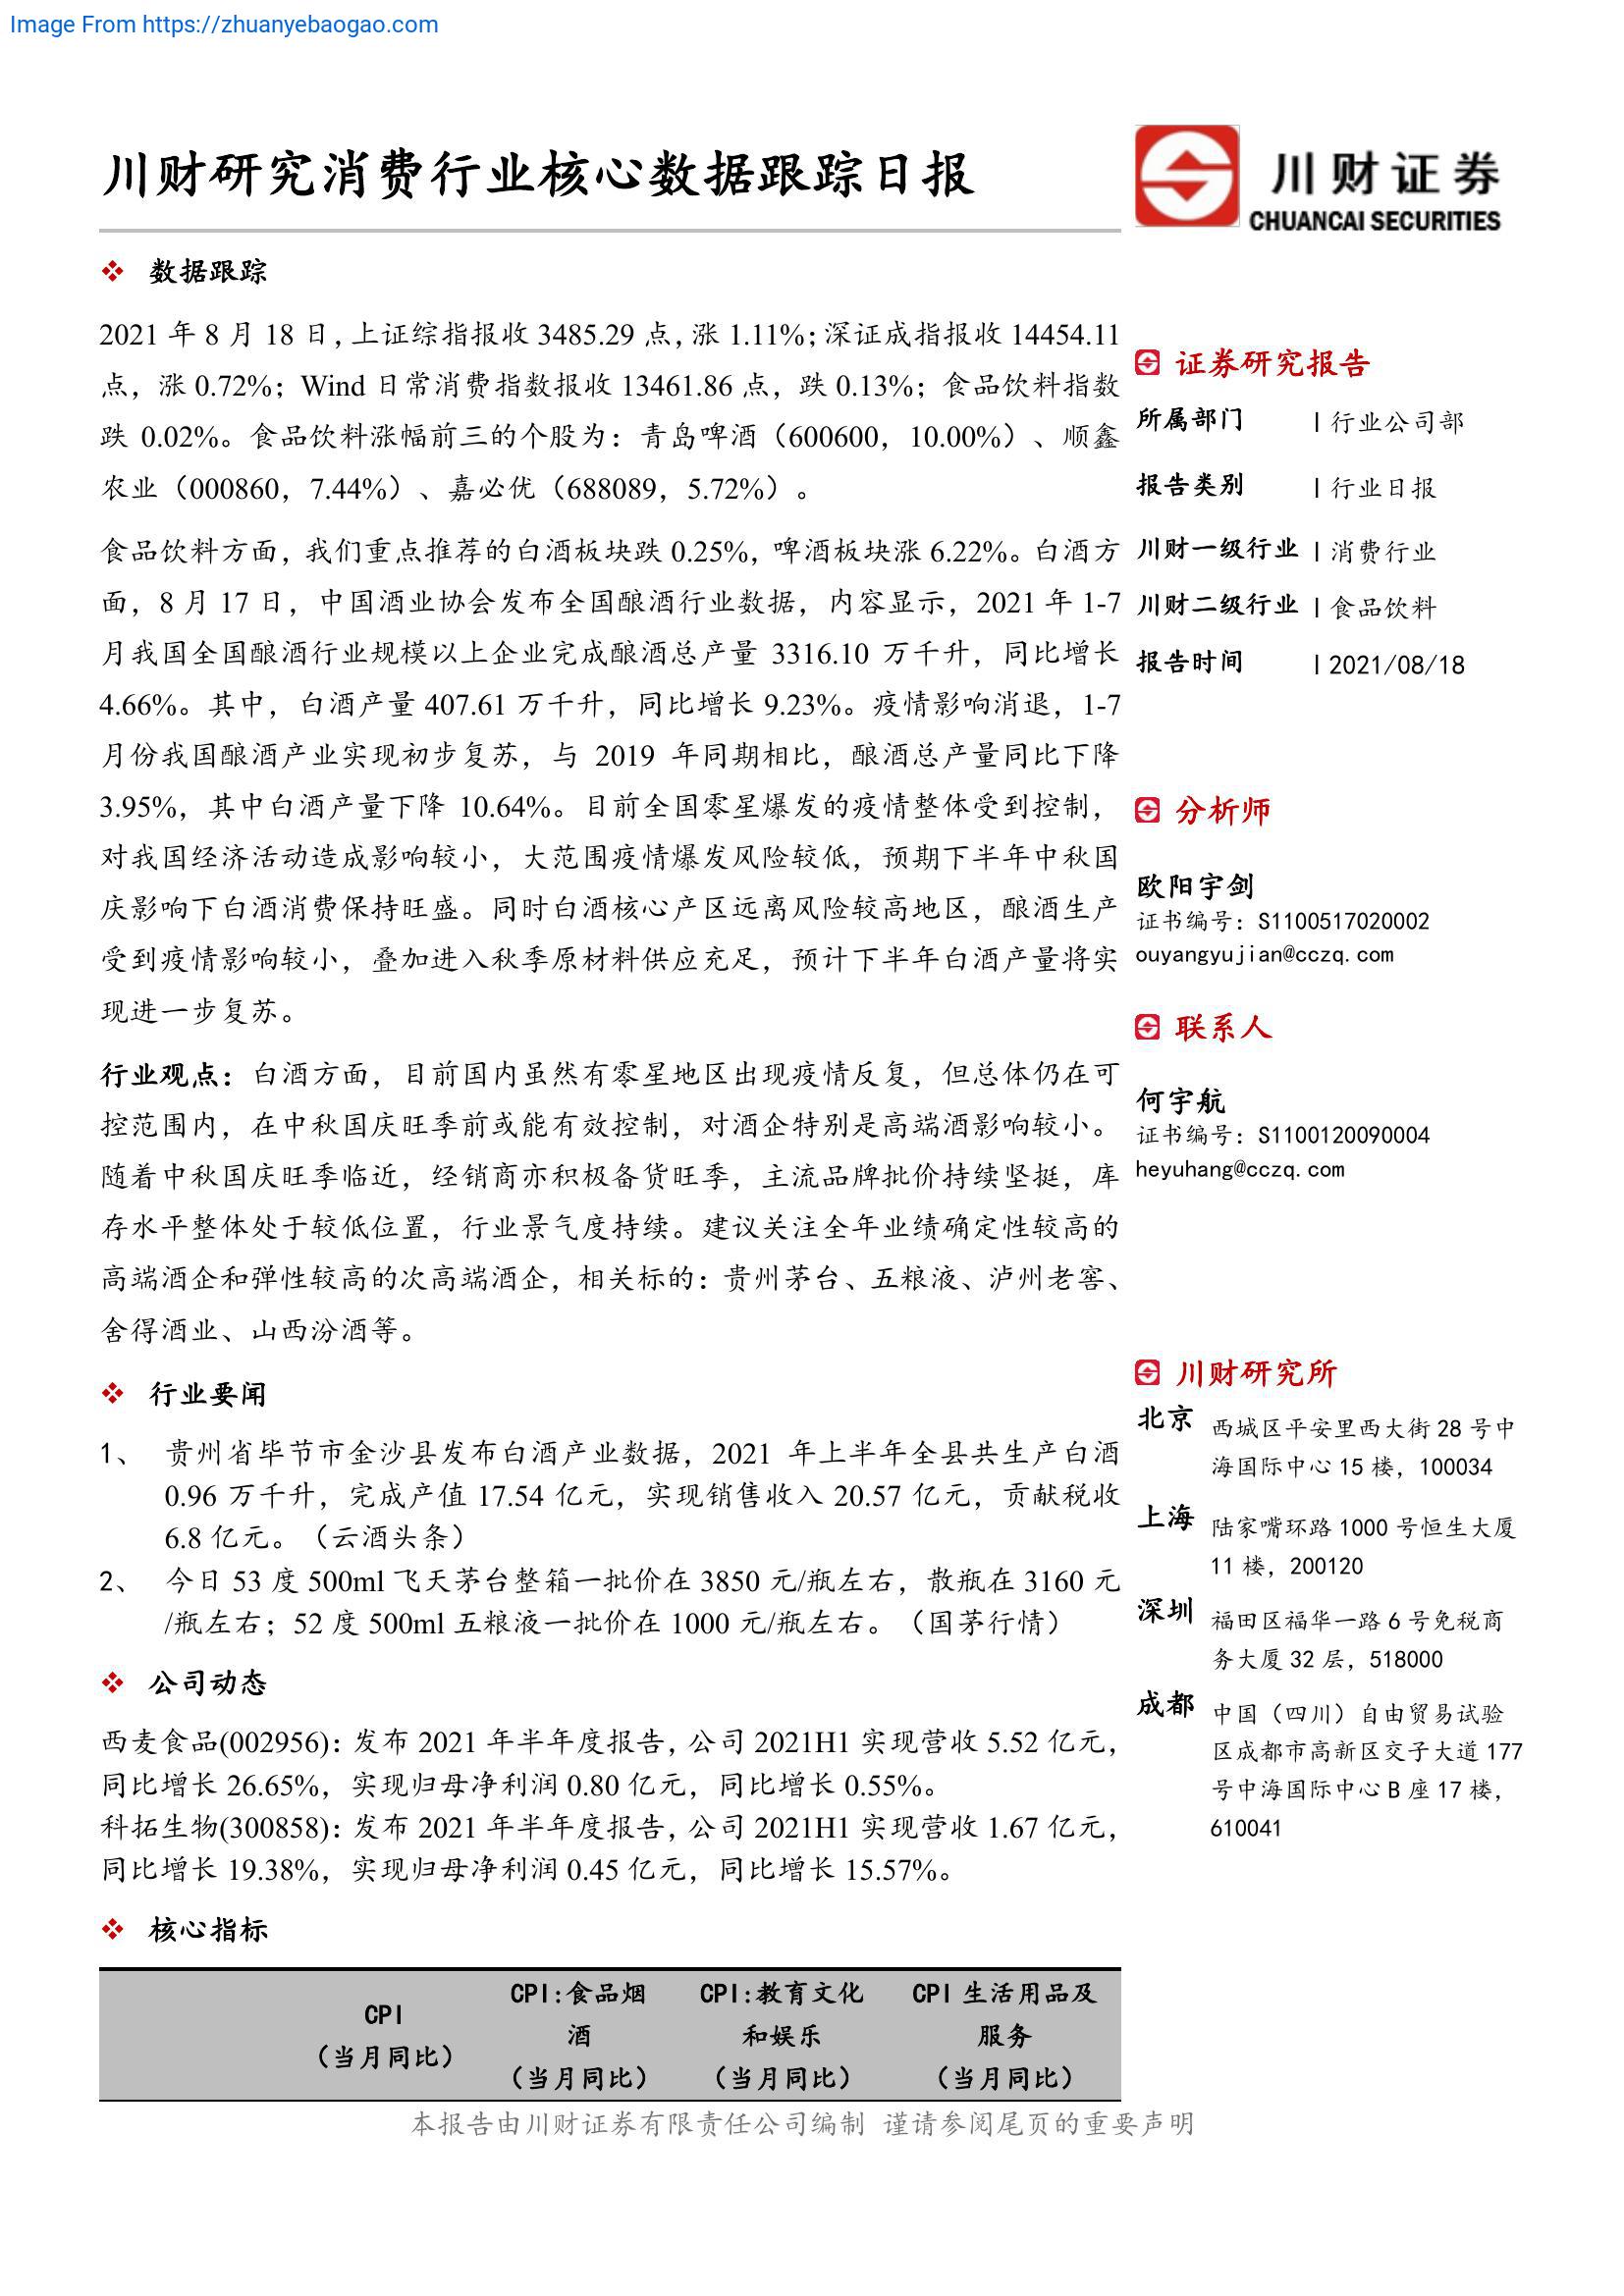 Image From https://zhuanyebaogao.com
川财研究消费行业核心数据跟踪日报
川财证券
CHUANCAI SECURITIES
❖ 数据跟踪
2021 年 8 月 18 日，上证综指报收 3485.29 点，涨 1.11%；深证成指报收 14454.11
点，涨 0.72%；Wind 日常消费指数报收 13461.86 点，跌 0.13%；食品饮料指数
跌 0.02%。食品饮料涨幅前三的个股为：青岛啤酒（600600，10.00%）、顺鑫
农业（000860，7.44%）、嘉必优（688089，5.72%）。
食品饮料方面，我们重点推荐的白酒板块跌 0.25%，啤酒板块涨 6.22%。白酒方
面，8 月 17 日，中国酒业协会发布全国酿酒行业数据，内容显示，2021 年 1-7
月我国全国酿酒行业规模以上企业完成酿酒总产量 3316.10 万千升，同比增长
4.66%。其中，白酒产量 407.61 万千升，同比增长 9.23%。疫情影响消退，1-7
月份我国酿酒产业实现初步复苏，与 2019 年同期相比，酿酒总产量同比下降
3.95%，其中白酒产量下降 10.64%。目前全国零星爆发的疫情整体受到控制，
对我国经济活动造成影响较小，大范围疫情爆发风险较低，预期下半年中秋国
庆影响下白酒消费保持旺盛。同时白酒核心产区远离风险较高地区，酿酒生产
受到疫情影响较小，叠加进入秋季原材料供应充足，预计下半年白酒产量将实
现进一步复苏。
行业观点：白酒方面，目前国内虽然有零星地区出现疫情反复，但总体仍在可
控范围内，在中秋国庆旺季前或能有效控制，对酒企特别是高端酒影响较小。
随着中秋国庆旺季临近，经销商亦积极备货旺季，主流品牌批价持续坚挺，库
存水平整体处于较低位置，行业景气度持续。建议关注全年业绩确定性较高的
高端酒企和弹性较高的次高端酒企，相关标的：贵州茅台、五粮液、泸州老窖、
舍得酒业、山西汾酒等。
❖ 行业要闻
1、 贵州省毕节市金沙县发布白酒产业数据，2021 年上半年全县共生产白酒
0.96 万千升，完成产值 17.54 亿元，实现销售收入 20.57 亿元，贡献税收
6.8 亿元。（云酒头条）
2、 今日 53 度 500ml 飞天茅台整箱一批价在 3850 元/瓶左右，散瓶在 3160 元
/瓶左右；52 度 500ml 五粮液一批价在 1000 元/瓶左右。（国茅行情）
❖ 公司动态
西麦食品(002956)：发布 2021 年半年度报告，公司 2021H1 实现营收 5.52 亿元，
同比增长 26.65%，实现归母净利润 0.80 亿元，同比增长 0.55%。
科拓生物(300858)：发布 2021 年半年度报告，公司 2021H1 实现营收 1.67 亿元，
同比增长 19.38%，实现归母净利润 0.45 亿元，同比增长 15.57%。
❖ 核心指标
CPI
（当月同比）
CPI:食品烟
酒
（当月同比）
CPI:教育文化
和娱乐
（当月同比）
CPI 生活用品及
服务
（当月同比）
证券研究报告
所属部门 | 行业公司部
报告类别 | 行业日报
川财一级行业 | 消费行业
川财二级行业 | 食品饮料
报告时间 | 2021/08/18
分析师
欧阳宇剑
证书编号：S1100517020002
ouyangyujian@cczq.com
联系人
何宇航
证书编号：S1100120090004
heyuhang@cczq.com
川财研究所
北京 西城区平安里西大街 28 号中
海国际中心 15 楼，100034
上海 陆家嘴环路 1000 号恒生大厦
11 楼，200120
深圳 福田区福华一路 6 号免税商
务大厦 32 层，518000
成都 中国（四川）自由贸易试验
区成都市高新区交子大道 177
号中海国际中心 B 座 17 楼，
610041
本报告由川财证券有限责任公司编制 谨请参阅尾页的重要声明